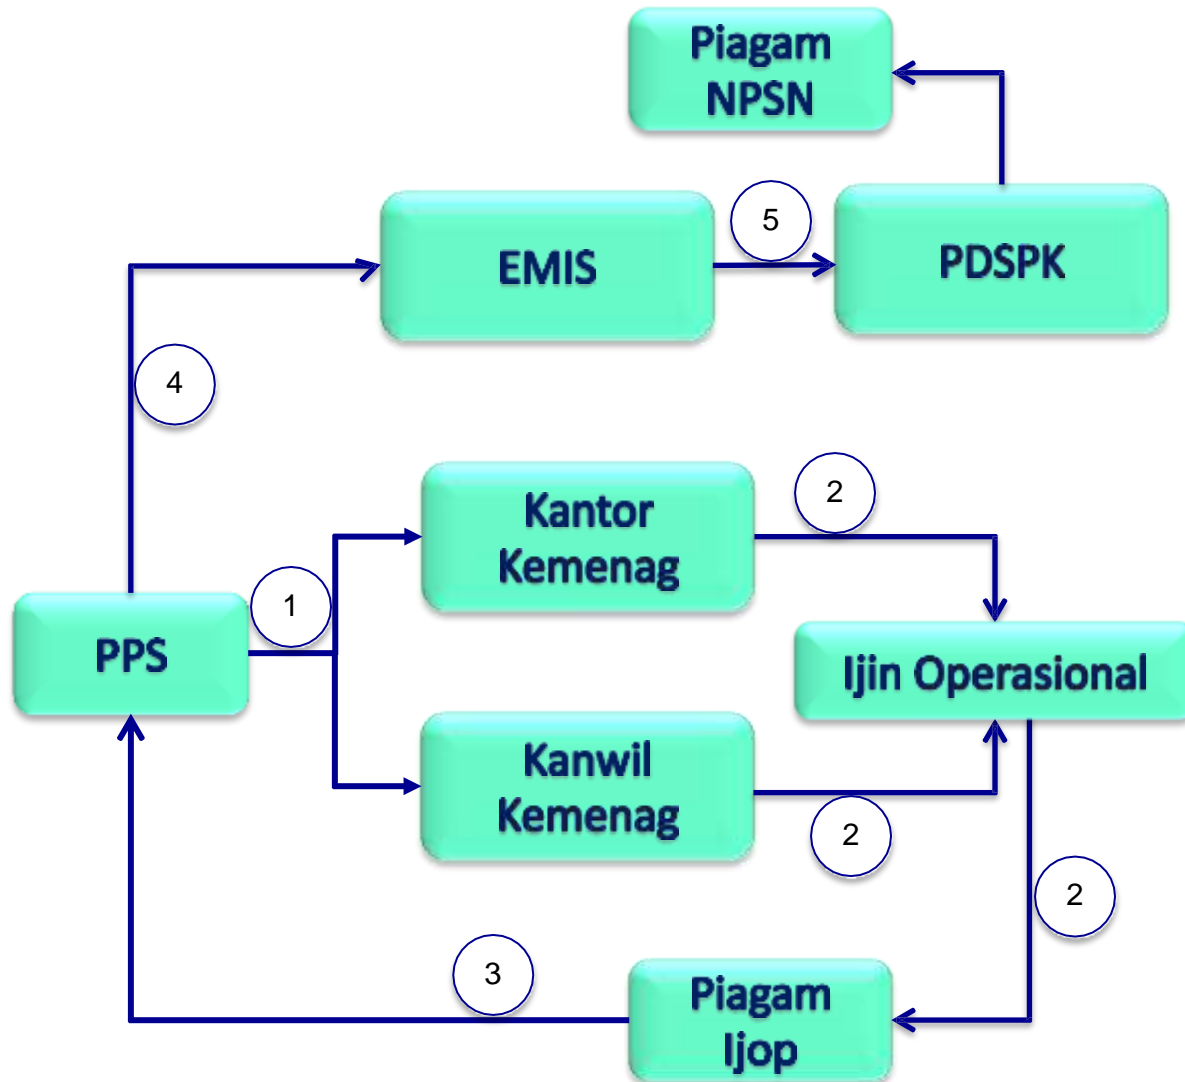 Piagam
NPSN
5
EMIS
PDSPK
4
Kantor
Kemenag
2
1
PPS
Ijin Operasional
Kanwil
Kemenag
2
2
3
Piagam
Ijop